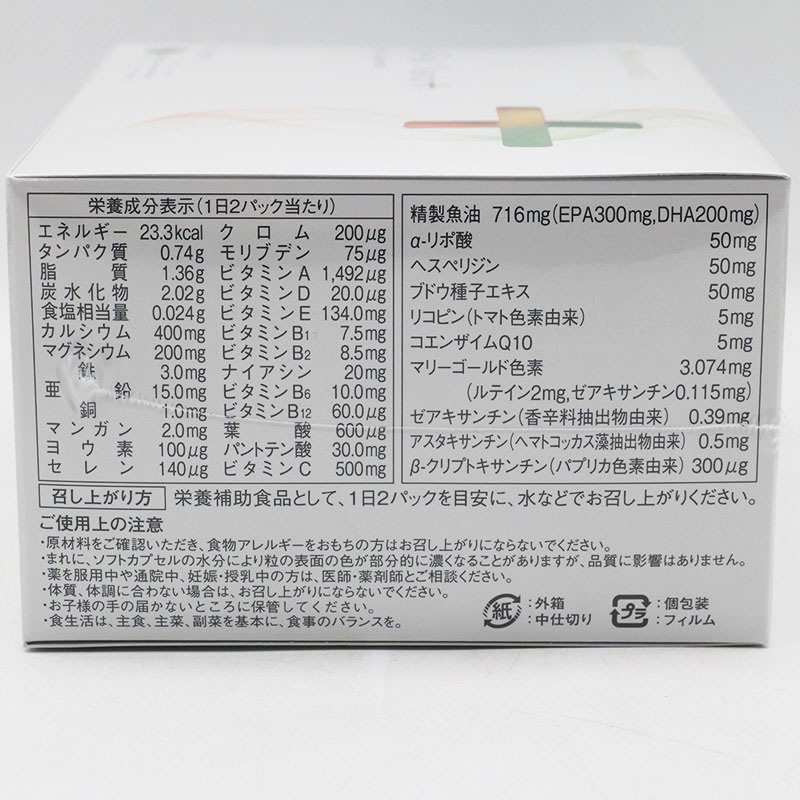 栄養成分表示(1日2パック当たり)
エネルギー 23.3kcal クロム 200μg
タンパク質 0.74g モリブデン 75μg
脂質 1.36g ビタミンA 1,492μg
炭水化物 2.02g ビタミンD 20.0μg
食塩相当量 0.024g ビタミンE 134.0mg
カルシウム 400mg ビタミンB1 7.5mg
マグネシウム 200mg ビタミンB2 8.5mg
鉄 3.0mg ナイアシン 20mg
亜鉛 15.0mg ビタミンB6 10.0mg
銅 1.0mg ビタミンB12 60.0μg
マンガン 2.0mg 葉酸 600μg
ヨウ素 100μg パントテン酸 30.0mg
セレン 140μg ビタミンC 500mg
精製魚油 716mg(EPA300mg,DHA200mg)
α-リポ酸 50mg
ヘスペリジン 50mg
ブドウ種子エキス 50mg
リコピン(トマト色素由来) 5mg
コエンザイムQ10 5mg
マリーゴールド色素 3.074mg
(ルテイン2mg,ゼアキサンチン0.115mg)
ゼアキサンチン(香辛料抽出物由来) 0.39mg
アスタキサンチン(ヘマトコッカス藻抽出物由来) 0.5mg
β-クリプトキサンチン(パプリカ色素由来) 300μg
召し上がり方 栄養補助食品として、1日2パックを目安に、水などでお召し上がりください。
ご使用上の注意
・原材料をご確認いただき、食物アレルギーをおもちの方はお召し上がりにならないでください。
・まれに、ソフトカプセルの水分により粒の表面の色が部分的に濃くなることがありますが、品質に影響はありません。
・薬を服用中や通院中、妊娠・授乳中の方は、医師・薬剤師とご相談ください。
・体質、体調に合わない場合は、お召し上がりにならないでください。
・お子様の手の届かないところに保管してください。
・食生活は、主食、主菜、副菜を基本に、食事のバランスを。
紙 :外箱 :中仕切り
プラ :個包装 :フィルム